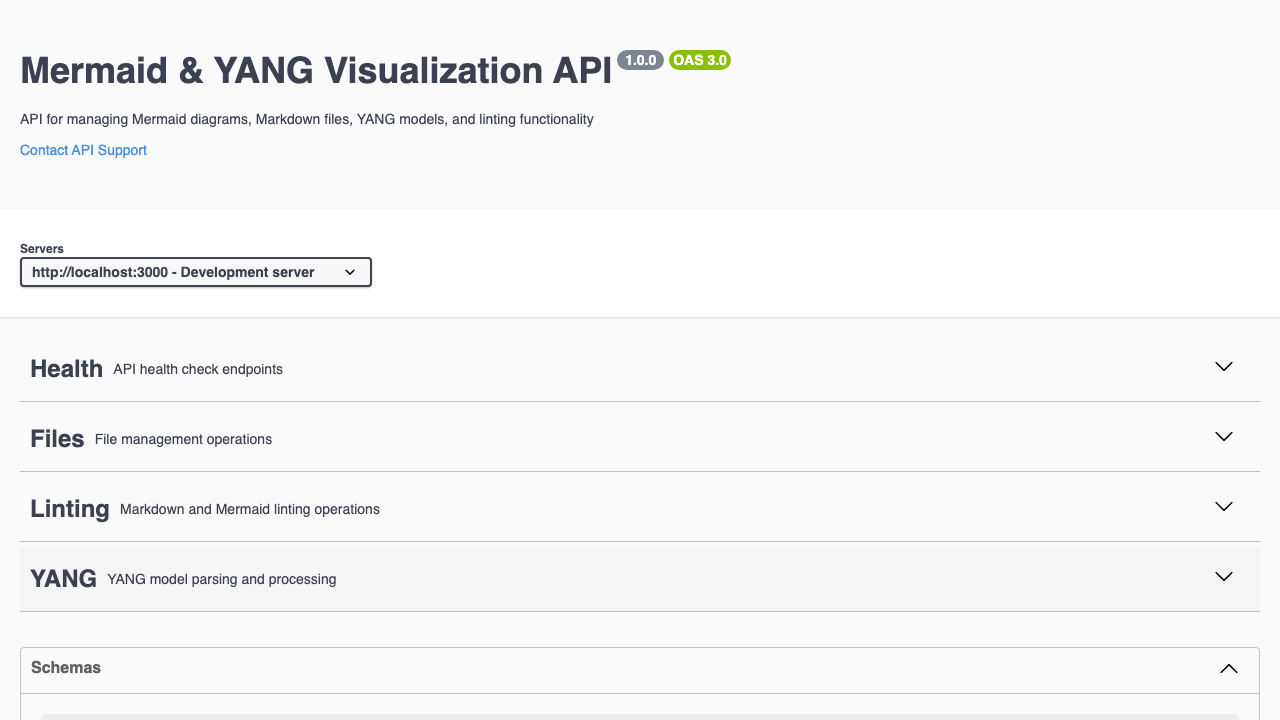 Mermaid & YANG Visualization API 1.0.0 OAS 3.0
API for managing Mermaid diagrams, Markdown files, YANG models, and linting functionality
Contact API Support
Servers
http://localhost:3000 - Development server
Health API health check endpoints
Files File management operations
Linting Markdown and Mermaid linting operations
YANG YANG model parsing and processing
Schemas